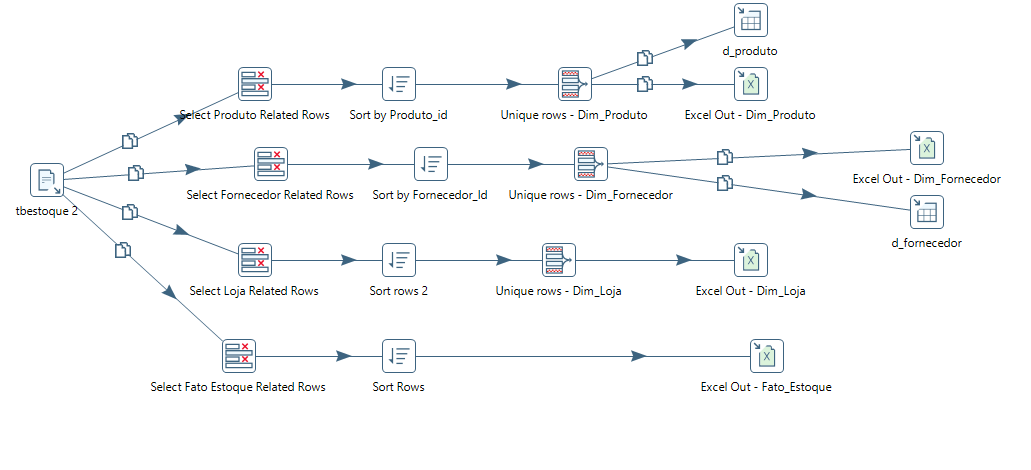 d_produto
Select Produto Related Rows
Sort by Produto_id
Unique rows - Dim_Produto
Excel Out - Dim_Produto
tbestoque 2
Select Fornecedor Related Rows
Sort by Fornecedor_Id
Unique rows - Dim_Fornecedor
Excel Out - Dim_Fornecedor
d_fornecedor
Select Loja Related Rows
Sort rows 2
Unique rows - Dim_Loja
Excel Out - Dim_Loja
Select Fato Estoque Related Rows
Sort Rows
Excel Out - Fato_Estoque